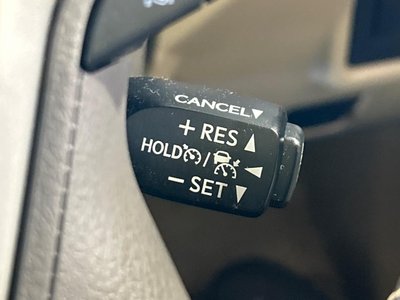 CANCEL▼
+ RES ▲
HOLD / ◀
− SET ▼